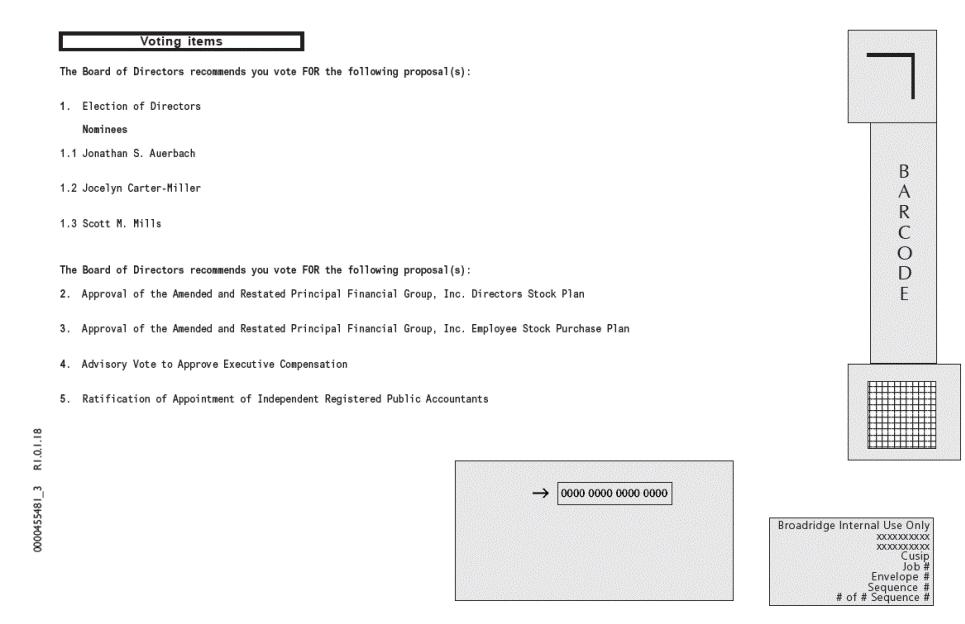 Voting items
The Board of Directors recommends you vote FOR the following proposal(s):
1. Election of Directors
Nominees
1.1 Jonathan S. Auerbach
1.2 Jocelyn Carter-Miller
1.3 Scott M. Mills
The Board of Directors recommends you vote FOR the following proposal(s):
2. Approval of the Amended and Restated Principal Financial Group, Inc. Directors Stock Plan
3. Approval of the Amended and Restated Principal Financial Group, Inc. Employee Stock Purchase Plan
4. Advisory Vote to Approve Executive Compensation
5. Ratification of Appointment of Independent Registered Public Accountants
0000455481_3 R1.0.1.18
→ 0000 0000 0000 0000
BARCODE
Broadridge Internal Use Only
xxxxxxxxxx
xxxxxxxxxx
Cusip
Job #
Envelope #
Sequence #
# of # Sequence #